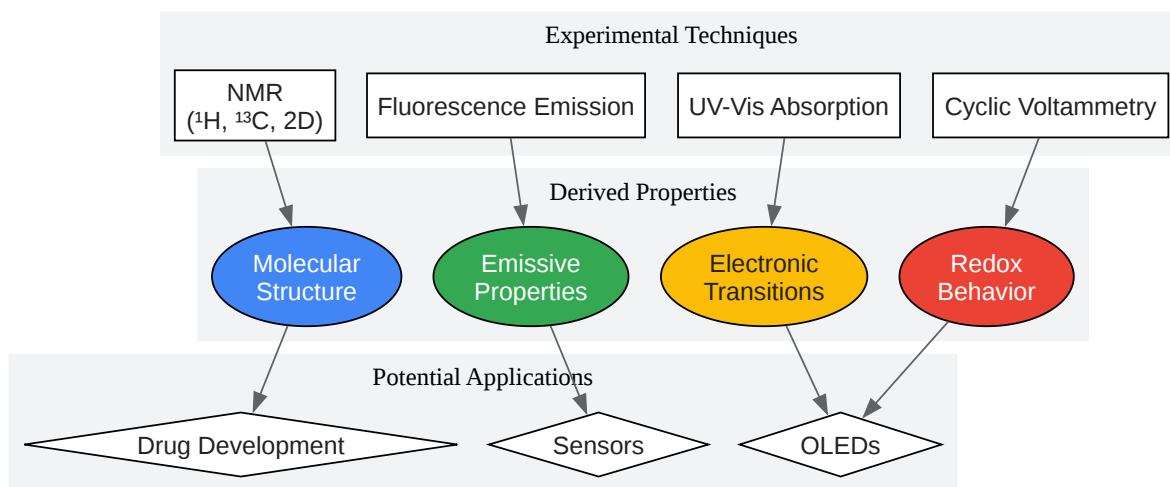 Experimental Techniques
NMR
(¹H, ¹³C, 2D)
Fluorescence Emission
UV-Vis Absorption
Cyclic Voltammetry
Derived Properties
Molecular
Structure
Emissive
Properties
Electronic
Transitions
Redox
Behavior
Potential Applications
Drug Development
Sensors
OLEDs